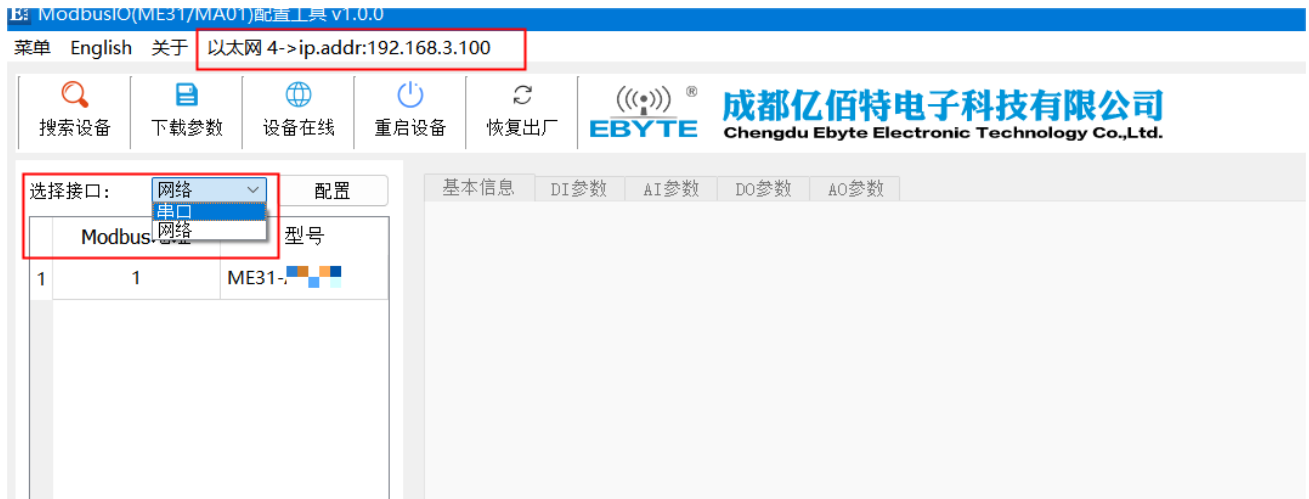 ModbusIO(ME31/MA01)配置工具 v1.0.0
菜单 English 关于 以太网 4->ip.addr:192.168.3.100
搜索设备 下载参数 设备在线 重启设备 恢复出厂
((( ))) ®
EBYTE
成都亿佰特电子科技有限公司
Chengdu Ebyte Electronic Technology Co.,Ltd.
选择接口: 网络 配置
串口
网络
Modbus 型号
1 1 ME31-
基本信息 DI参数 AI参数 DO参数 AO参数